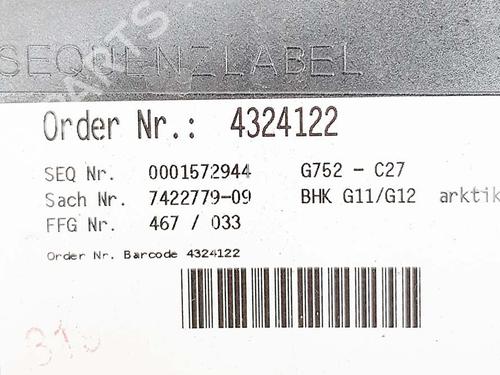 SEQUENZLABEL
PARTS
Order Nr.: 4324122
SEQ Nr. 0001572944 G752 - C27
Sach Nr. 7422779-09 BHK G11/G12 arktik
FFG Nr. 467 / 033
Order Nr. Barcode 4324122